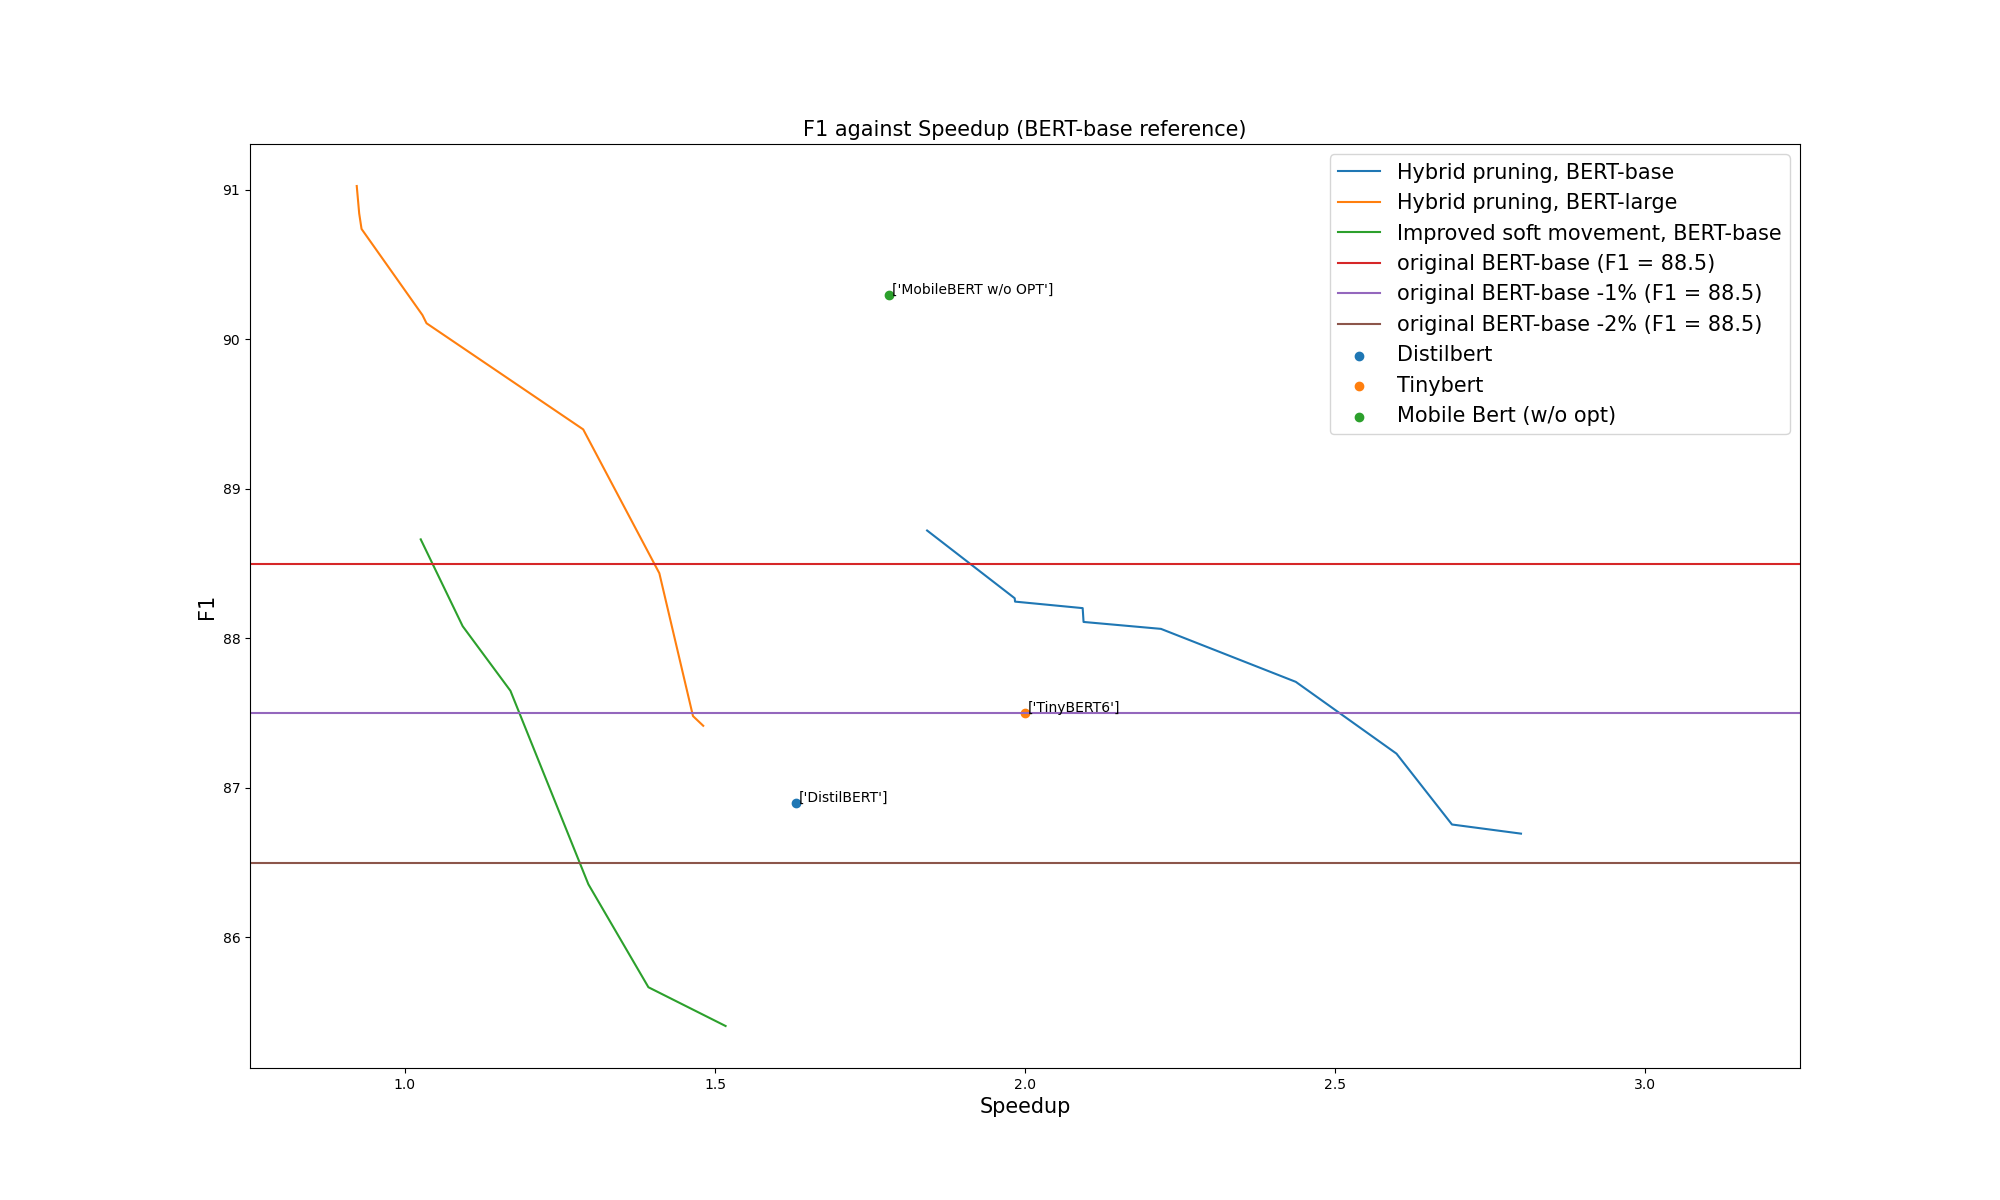 F1 against Speedup (BERT-base reference)
Hybrid pruning, BERT-base
Hybrid pruning, BERT-large
Improved soft movement, BERT-base
original BERT-base (F1 = 88.5)
original BERT-base -1% (F1 = 88.5)
original BERT-base -2% (F1 = 88.5)
Distilbert
Tinybert
Mobile Bert (w/o opt)
['MobileBERT w/o OPT']
['TinyBERT6']
['DistilBERT']
F1
91
90
89
88
87
86
1.0
1.5
2.0
2.5
3.0
Speedup